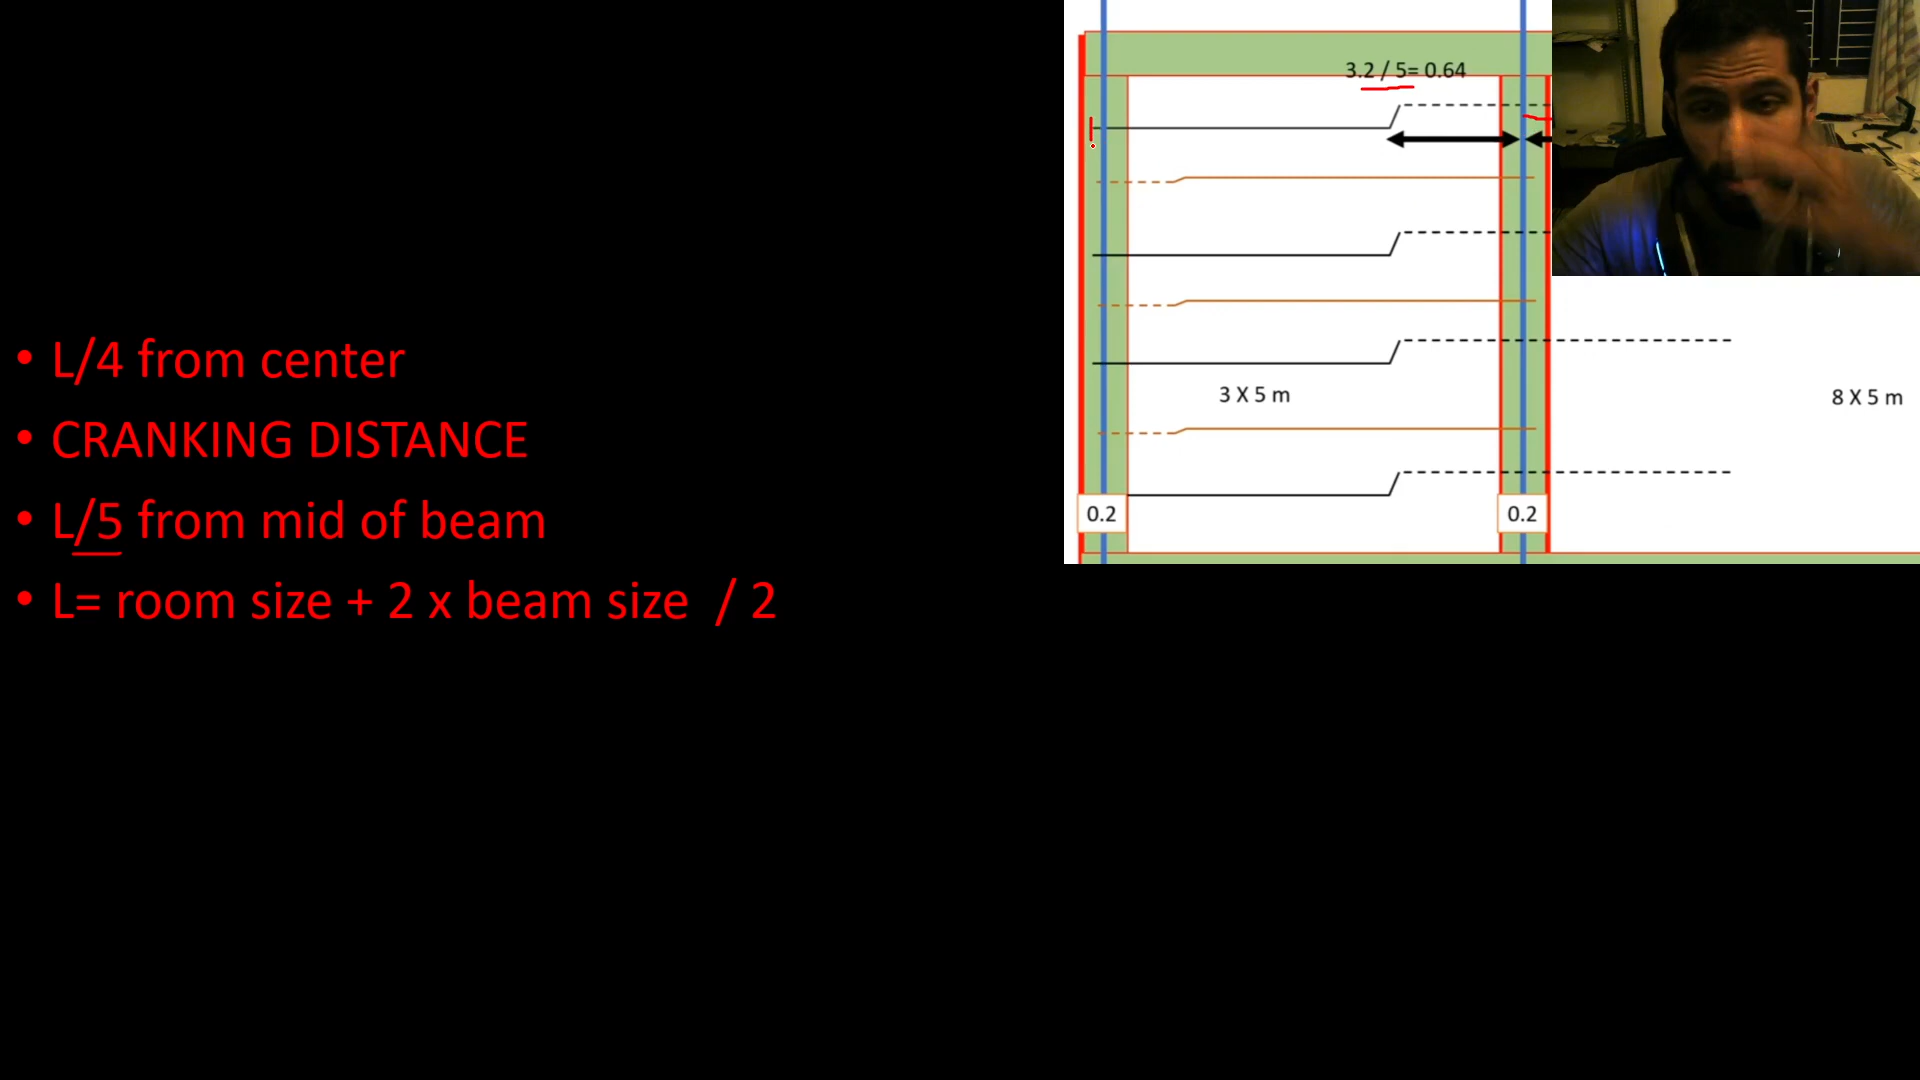 • L/4 from center
• CRANKING DISTANCE
• L/5 from mid of beam
• L= room size + 2 x beam size / 2
3.2 / 5= 0.64
3 X 5 m
8 X 5 m
0.2
0.2